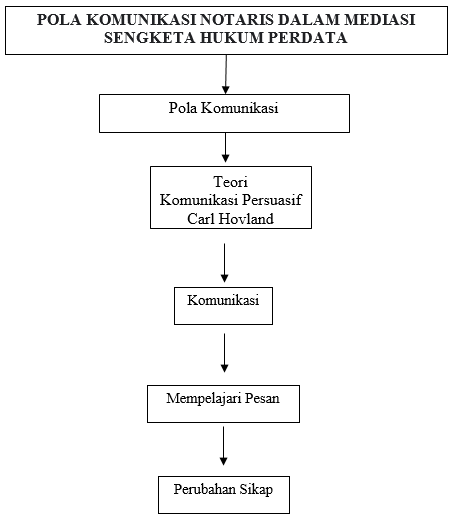 POLA KOMUNIKASI NOTARIS DALAM MEDIASI
SENGKETA HUKUM PERDATA
Pola Komunikasi
Teori
Komunikasi Persuasif
Carl Hovland
Komunikasi
Mempelajari Pesan
Perubahan Sikap